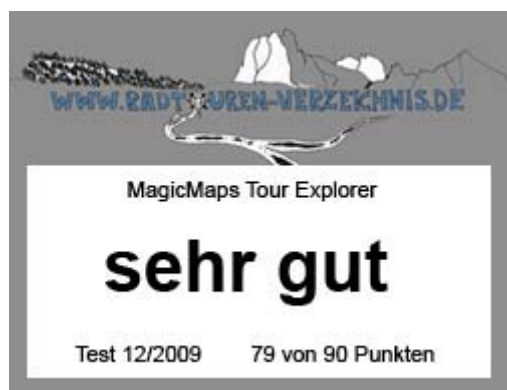 WWW.RADTOUREN-VERZEICHNIS.DE
MagicMaps Tour Explorer
sehr gut
Test 12/2009 79 von 90 Punkten